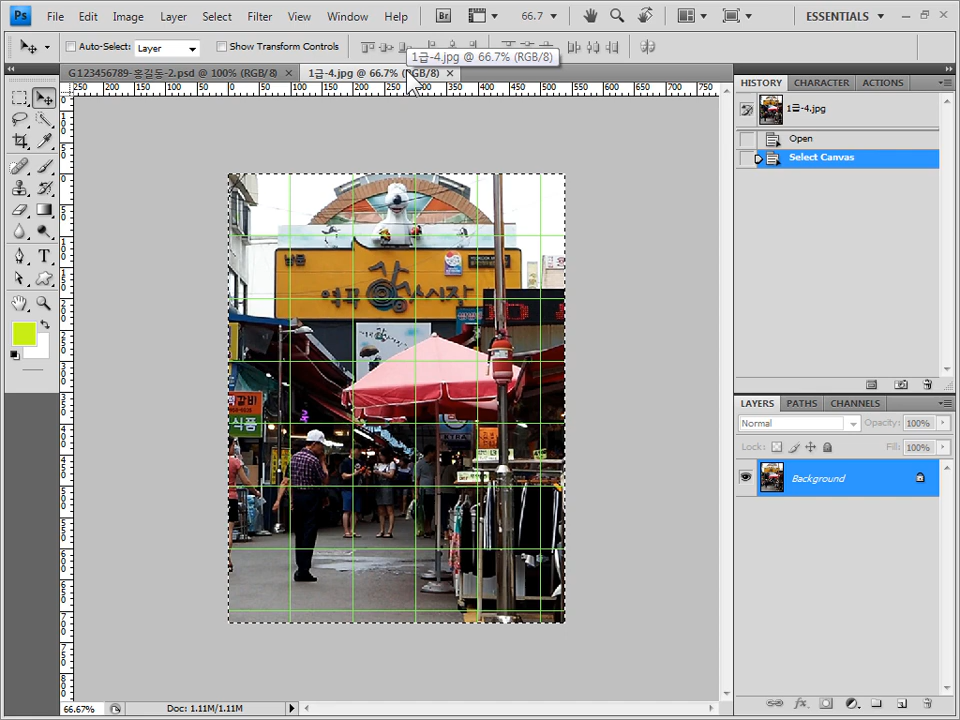 Ps File Edit Image Layer Select Filter View Window Help Br 66.7 ESSENTIALS
Auto-Select: Layer Show Transform Controls
1급-4.jpg @ 66.7% (RGB/8)
G123456789-홍길동-2.psd @ 100% (RGB/8) × 1급-4.jpg @ 66.7% (RGB/8) ×
250 200 150 100 50 0 50 100 150 200 250 300 350 400 450 500 550 600 650 700 750
HISTORY CHARACTER ACTIONS
1급-4.jpg
Open
Select Canvas
LAYERS PATHS CHANNELS
Normal Opacity: 100%
Lock: Fill: 100%
Background
식품
66.67% Doc: 1.11M/1.11M